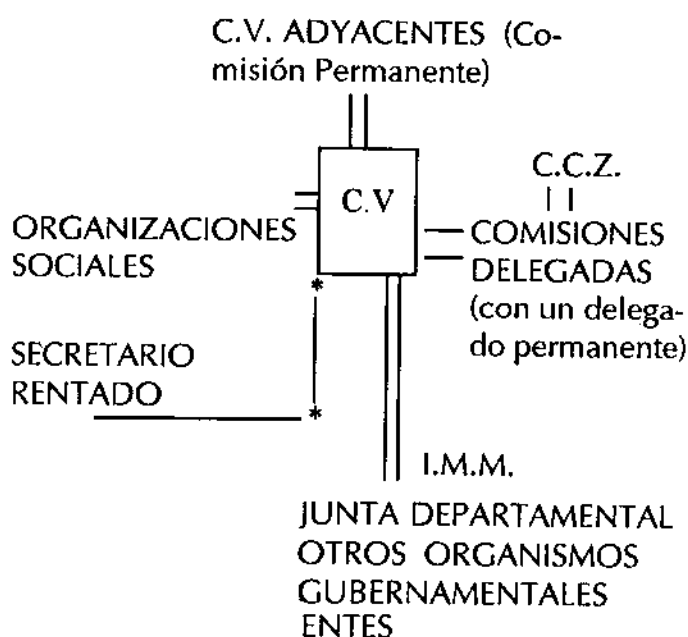 C.V. ADYACENTES (Co-
misión Permanente)
C.V
C.C.Z.
ORGANIZACIONES
SOCIALES
COMISIONES
DELEGADAS
(con un delega-
do permanente)
*
SECRETARIO
RENTADO
*
I.M.M.
JUNTA DEPARTAMENTAL
OTROS ORGANISMOS
GUBERNAMENTALES
ENTES